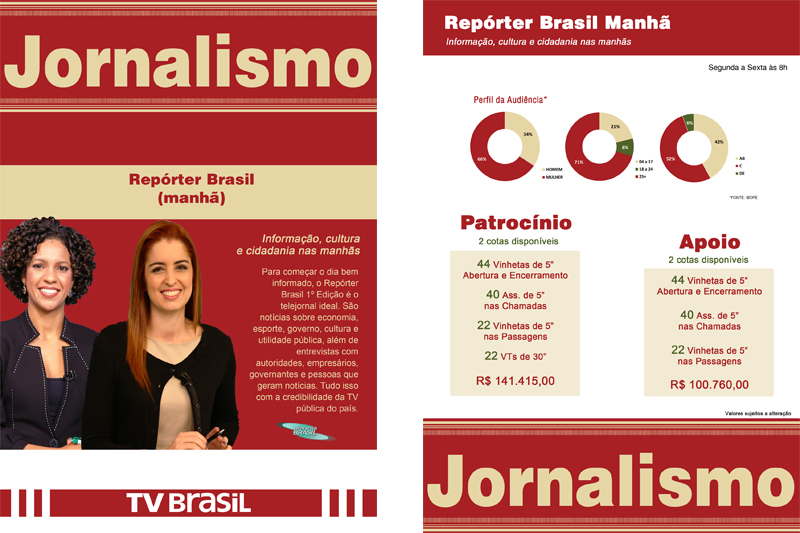 Jornalismo
Repórter Brasil
(manhã)
Informação, cultura
e cidadania nas manhãs
Para começar o dia bem
informado, o Repórter
Brasil 1º Edição é o
telejornal ideal. São
notícias sobre economia,
esporte, governo, cultura e
utilidade pública, além de
entrevistas com
autoridades, empresários,
governantes e pessoas que
geram notícias. Tudo isso
com a credibilidade da TV
pública do país.
BRASIL
TV BRASIL
Repórter Brasil Manhã
Informação, cultura e cidadania nas manhãs
Segunda a Sexta às 8h
Perfil da Audiência*
34%
66%
HOMEM
MULHER
21%
8%
71%
04 a 17
18 a 24
25+
6%
42%
52%
AB
C
DE
*FONTE: IBOPE
Patrocínio
2 cotas disponíveis
44 Vinhetas de 5"
Abertura e Encerramento
40 Ass. de 5"
nas Chamadas
22 Vinhetas de 5"
nas Passagens
22 VTs de 30"
R$ 141.415,00
Apoio
2 cotas disponíveis
44 Vinhetas de 5"
Abertura e Encerramento
40 Ass. de 5"
nas Chamadas
22 Vinhetas de 5"
nas Passagens
R$ 100.760,00
Valores sujeitos a alteração
Jornalismo